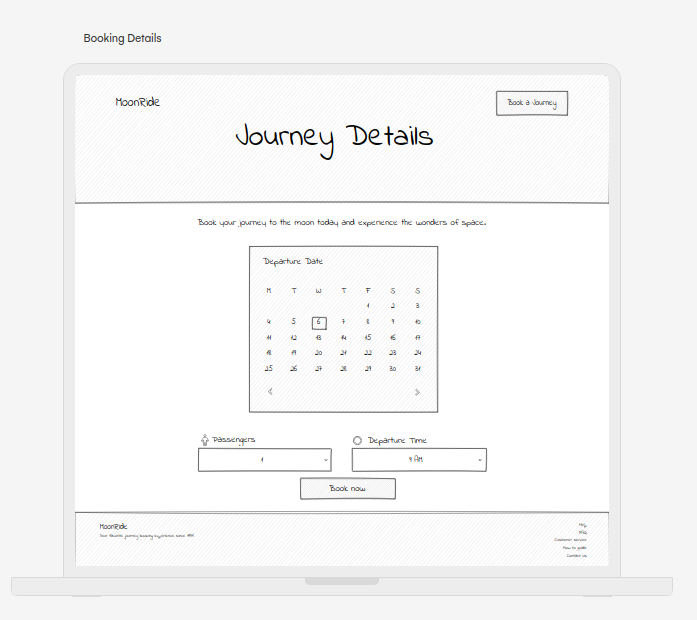 Booking Details
MoonRide
Book a Journey
Journey Details
Book your journey to the moon today and experience the wonders of space.
Departure Date
M T W T F S S
1 2 3
4 5 6 7 8 9 10
11 12 13 14 15 16 17
18 19 20 21 22 23 24
25 26 27 28 29 30 31
Passengers Departure Time
1 9 AM
Book now
MoonRide
Your favorite journey booking experience since
FAQ
Customer service
How to guide
Contact us